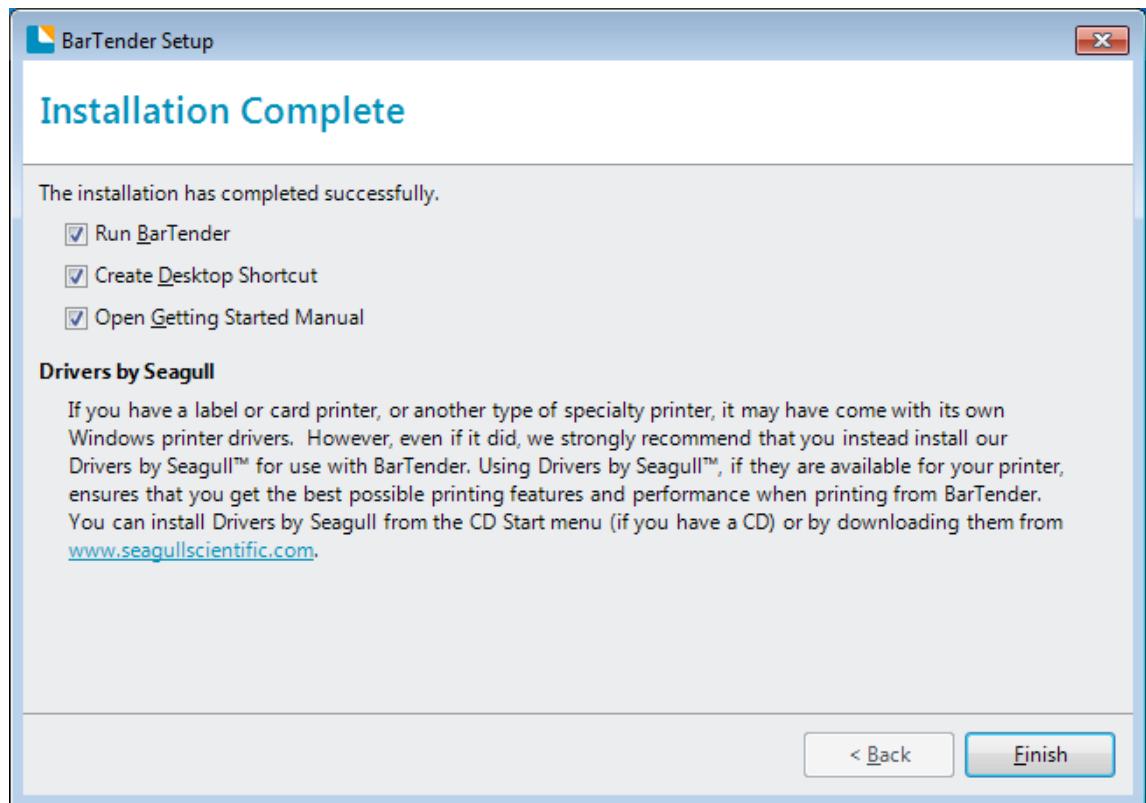 BarTender Setup
Installation Complete
The installation has completed successfully.
Run BarTender
Create Desktop Shortcut
Open Getting Started Manual
Drivers by Seagull
If you have a label or card printer, or another type of specialty printer, it may have come with its own
Windows printer drivers.  However, even if it did, we strongly recommend that you instead install our
Drivers by Seagull™ for use with BarTender. Using Drivers by Seagull™, if they are available for your printer,
ensures that you get the best possible printing features and performance when printing from BarTender.
You can install Drivers by Seagull from the CD Start menu (if you have a CD) or by downloading them from
www.seagullscientific.com.
< Back
Finish